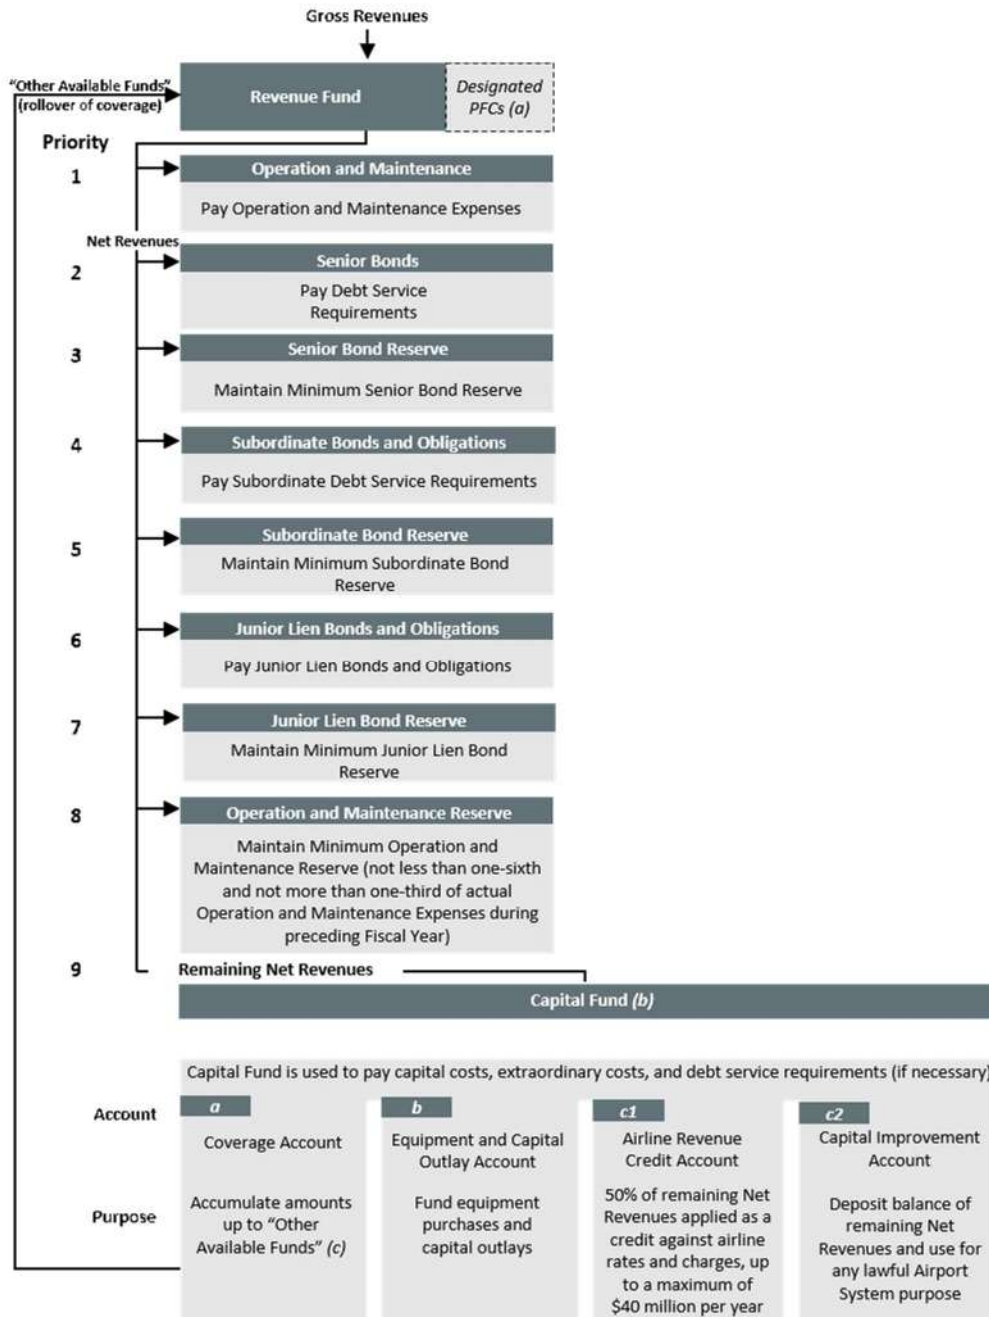 Gross Revenues
"Other Available Funds"
(rollover of coverage)
Revenue Fund
Designated
PFCs (a)
Priority
1
Operation and Maintenance
Pay Operation and Maintenance Expenses
Net Revenues
2
Senior Bonds
Pay Debt Service
Requirements
3
Senior Bond Reserve
Maintain Minimum Senior Bond Reserve
4
Subordinate Bonds and Obligations
Pay Subordinate Debt Service Requirements
5
Subordinate Bond Reserve
Maintain Minimum Subordinate Bond
Reserve
6
Junior Lien Bonds and Obligations
Pay Junior Lien Bonds and Obligations
7
Junior Lien Bond Reserve
Maintain Minimum Junior Lien Bond
Reserve
8
Operation and Maintenance Reserve
Maintain Minimum Operation and
Maintenance Reserve (not less than one-sixth
and not more than one-third of actual
Operation and Maintenance Expenses during
preceding Fiscal Year)
9
Remaining Net Revenues
Capital Fund (b)
Capital Fund is used to pay capital costs, extraordinary costs, and debt service requirements (if necessary)
Account
a
Coverage Account
b
Equipment and Capital
Outlay Account
c1
Airline Revenue
Credit Account
c2
Capital Improvement
Account
Purpose
Accumulate amounts
up to "Other
Available Funds" (c)
Fund equipment
purchases and
capital outlays
50% of remaining Net
Revenues applied as a
credit against airline
rates and charges, up
to a maximum of
$40 million per year
Deposit balance of
remaining Net
Revenues and use for
any lawful Airport
System purpose